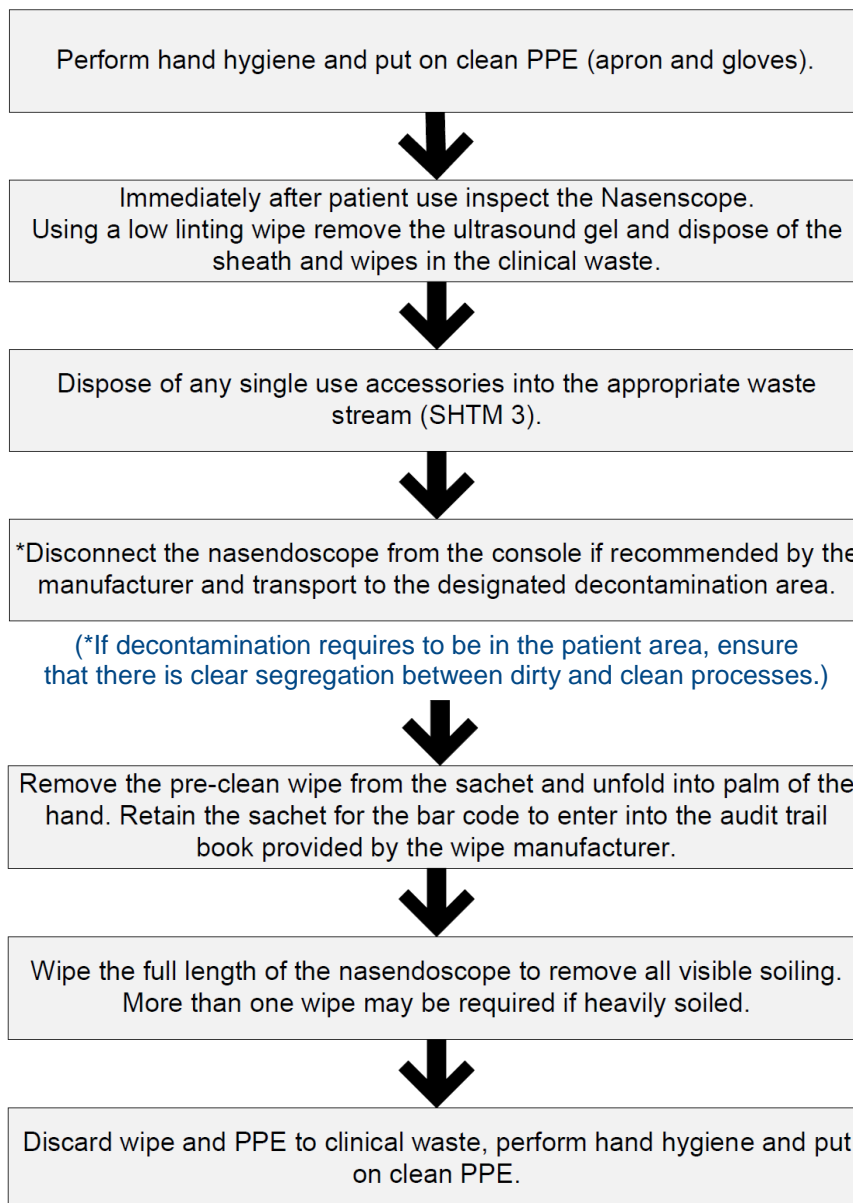 Perform hand hygiene and put on clean PPE (apron and gloves).
Immediately after patient use inspect the Nasenscope.
Using a low linting wipe remove the ultrasound gel and dispose of the
sheath and wipes in the clinical waste.
Dispose of any single use accessories into the appropriate waste
stream (SHTM 3).
*Disconnect the nasendoscope from the console if recommended by the
manufacturer and transport to the designated decontamination area.
(*If decontamination requires to be in the patient area, ensure
that there is clear segregation between dirty and clean processes.)
Remove the pre-clean wipe from the sachet and unfold into palm of the
hand. Retain the sachet for the bar code to enter into the audit trail
book provided by the wipe manufacturer.
Wipe the full length of the nasendoscope to remove all visible soiling.
More than one wipe may be required if heavily soiled.
Discard wipe and PPE to clinical waste, perform hand hygiene and put
on clean PPE.